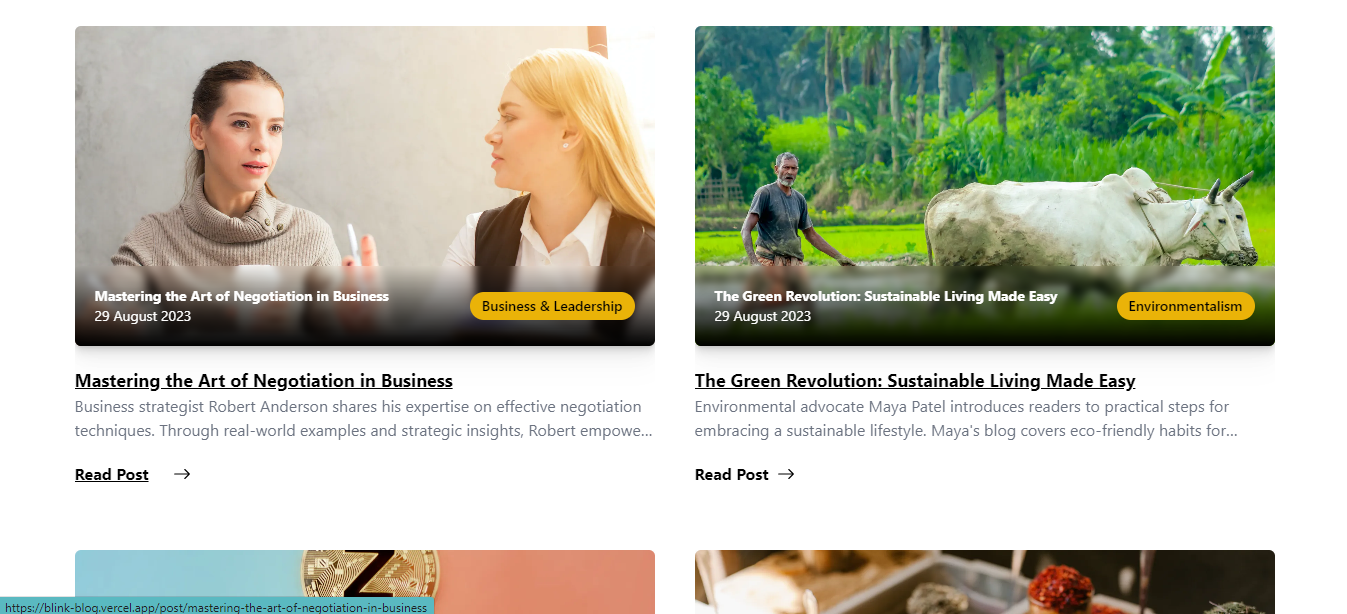 Mastering the Art of Negotiation in Business
29 August 2023
Business & Leadership
The Green Revolution: Sustainable Living Made Easy
29 August 2023
Environmentalism
Mastering the Art of Negotiation in Business
Business strategist Robert Anderson shares his expertise on effective negotiation
techniques. Through real-world examples and strategic insights, Robert empowe...
Read Post
The Green Revolution: Sustainable Living Made Easy
Environmental advocate Maya Patel introduces readers to practical steps for
embracing a sustainable lifestyle. Maya's blog covers eco-friendly habits for...
Read Post
https://blink-blog.vercel.app/post/mastering-the-art-of-negotiation-in-business